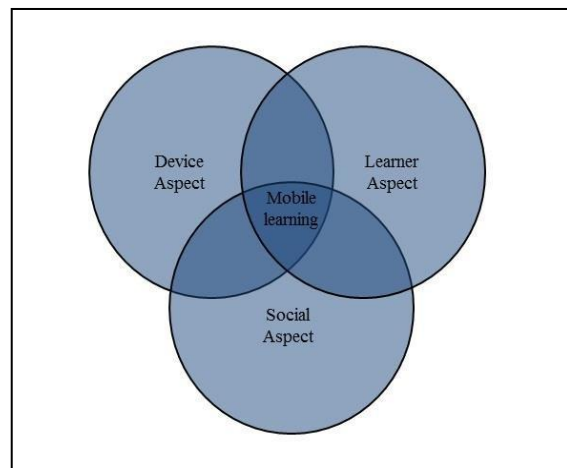 Device
Aspect
Learner
Aspect
Mobile
learning
Social
Aspect